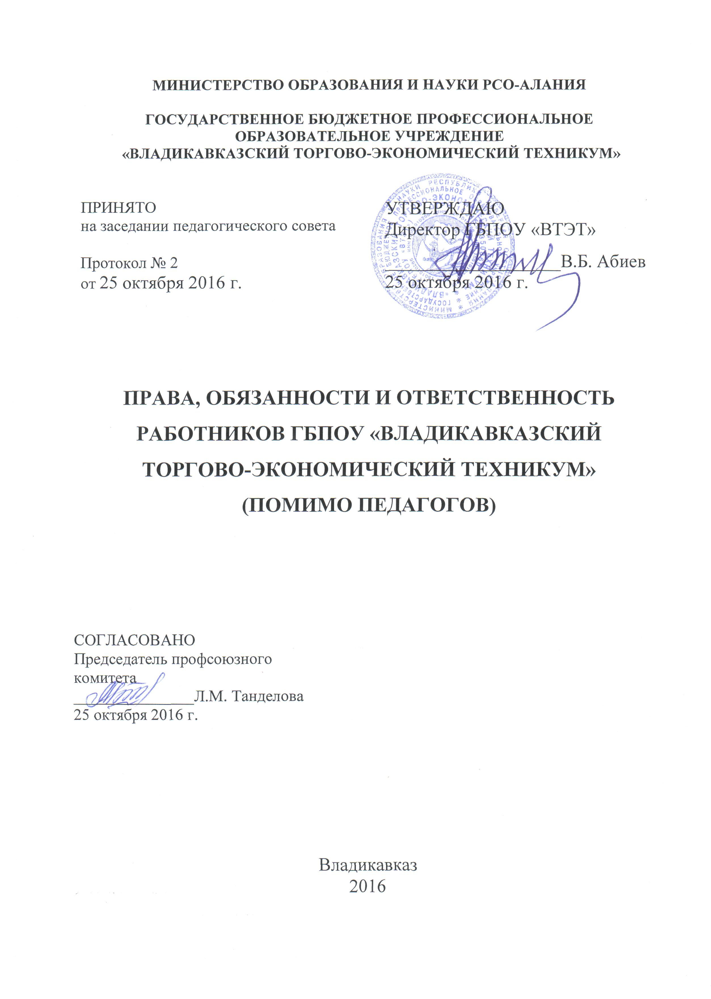 МИНИСТЕРСТВО ОБРАЗОВАНИЯ И НАУКИ РСО-АЛАНИЯ
ГОСУДАРСТВЕННОЕ БЮДЖЕТНОЕ ПРОФЕССИОНАЛЬНОЕ
ОБРАЗОВАТЕЛЬНОЕ УЧРЕЖДЕНИЕ
«ВЛАДИКАВКАЗСКИЙ ТОРГОВО-ЭКОНОМИЧЕСКИЙ ТЕХНИКУМ»
ПРИНЯТО
на заседании педагогического совета
Протокол № 2
от 25 октября 2016 г.
УТВЕРЖДАЮ
Директор ГБПОУ «ВТЭТ»
В.Б. Абиев
25 октября 2016 г.
ПРАВА, ОБЯЗАННОСТИ И ОТВЕТСТВЕННОСТЬ
РАБОТНИКОВ ГБПОУ «ВЛАДИКАВКАЗСКИЙ
ТОРГОВО-ЭКОНОМИЧЕСКИЙ ТЕХНИКУМ»
(ПОМИМО ПЕДАГОГОВ)
СОГЛАСОВАНО
Председатель профсоюзного
комитета
Л.М. Танделова
25 октября 2016 г.
Владикавказ
2016